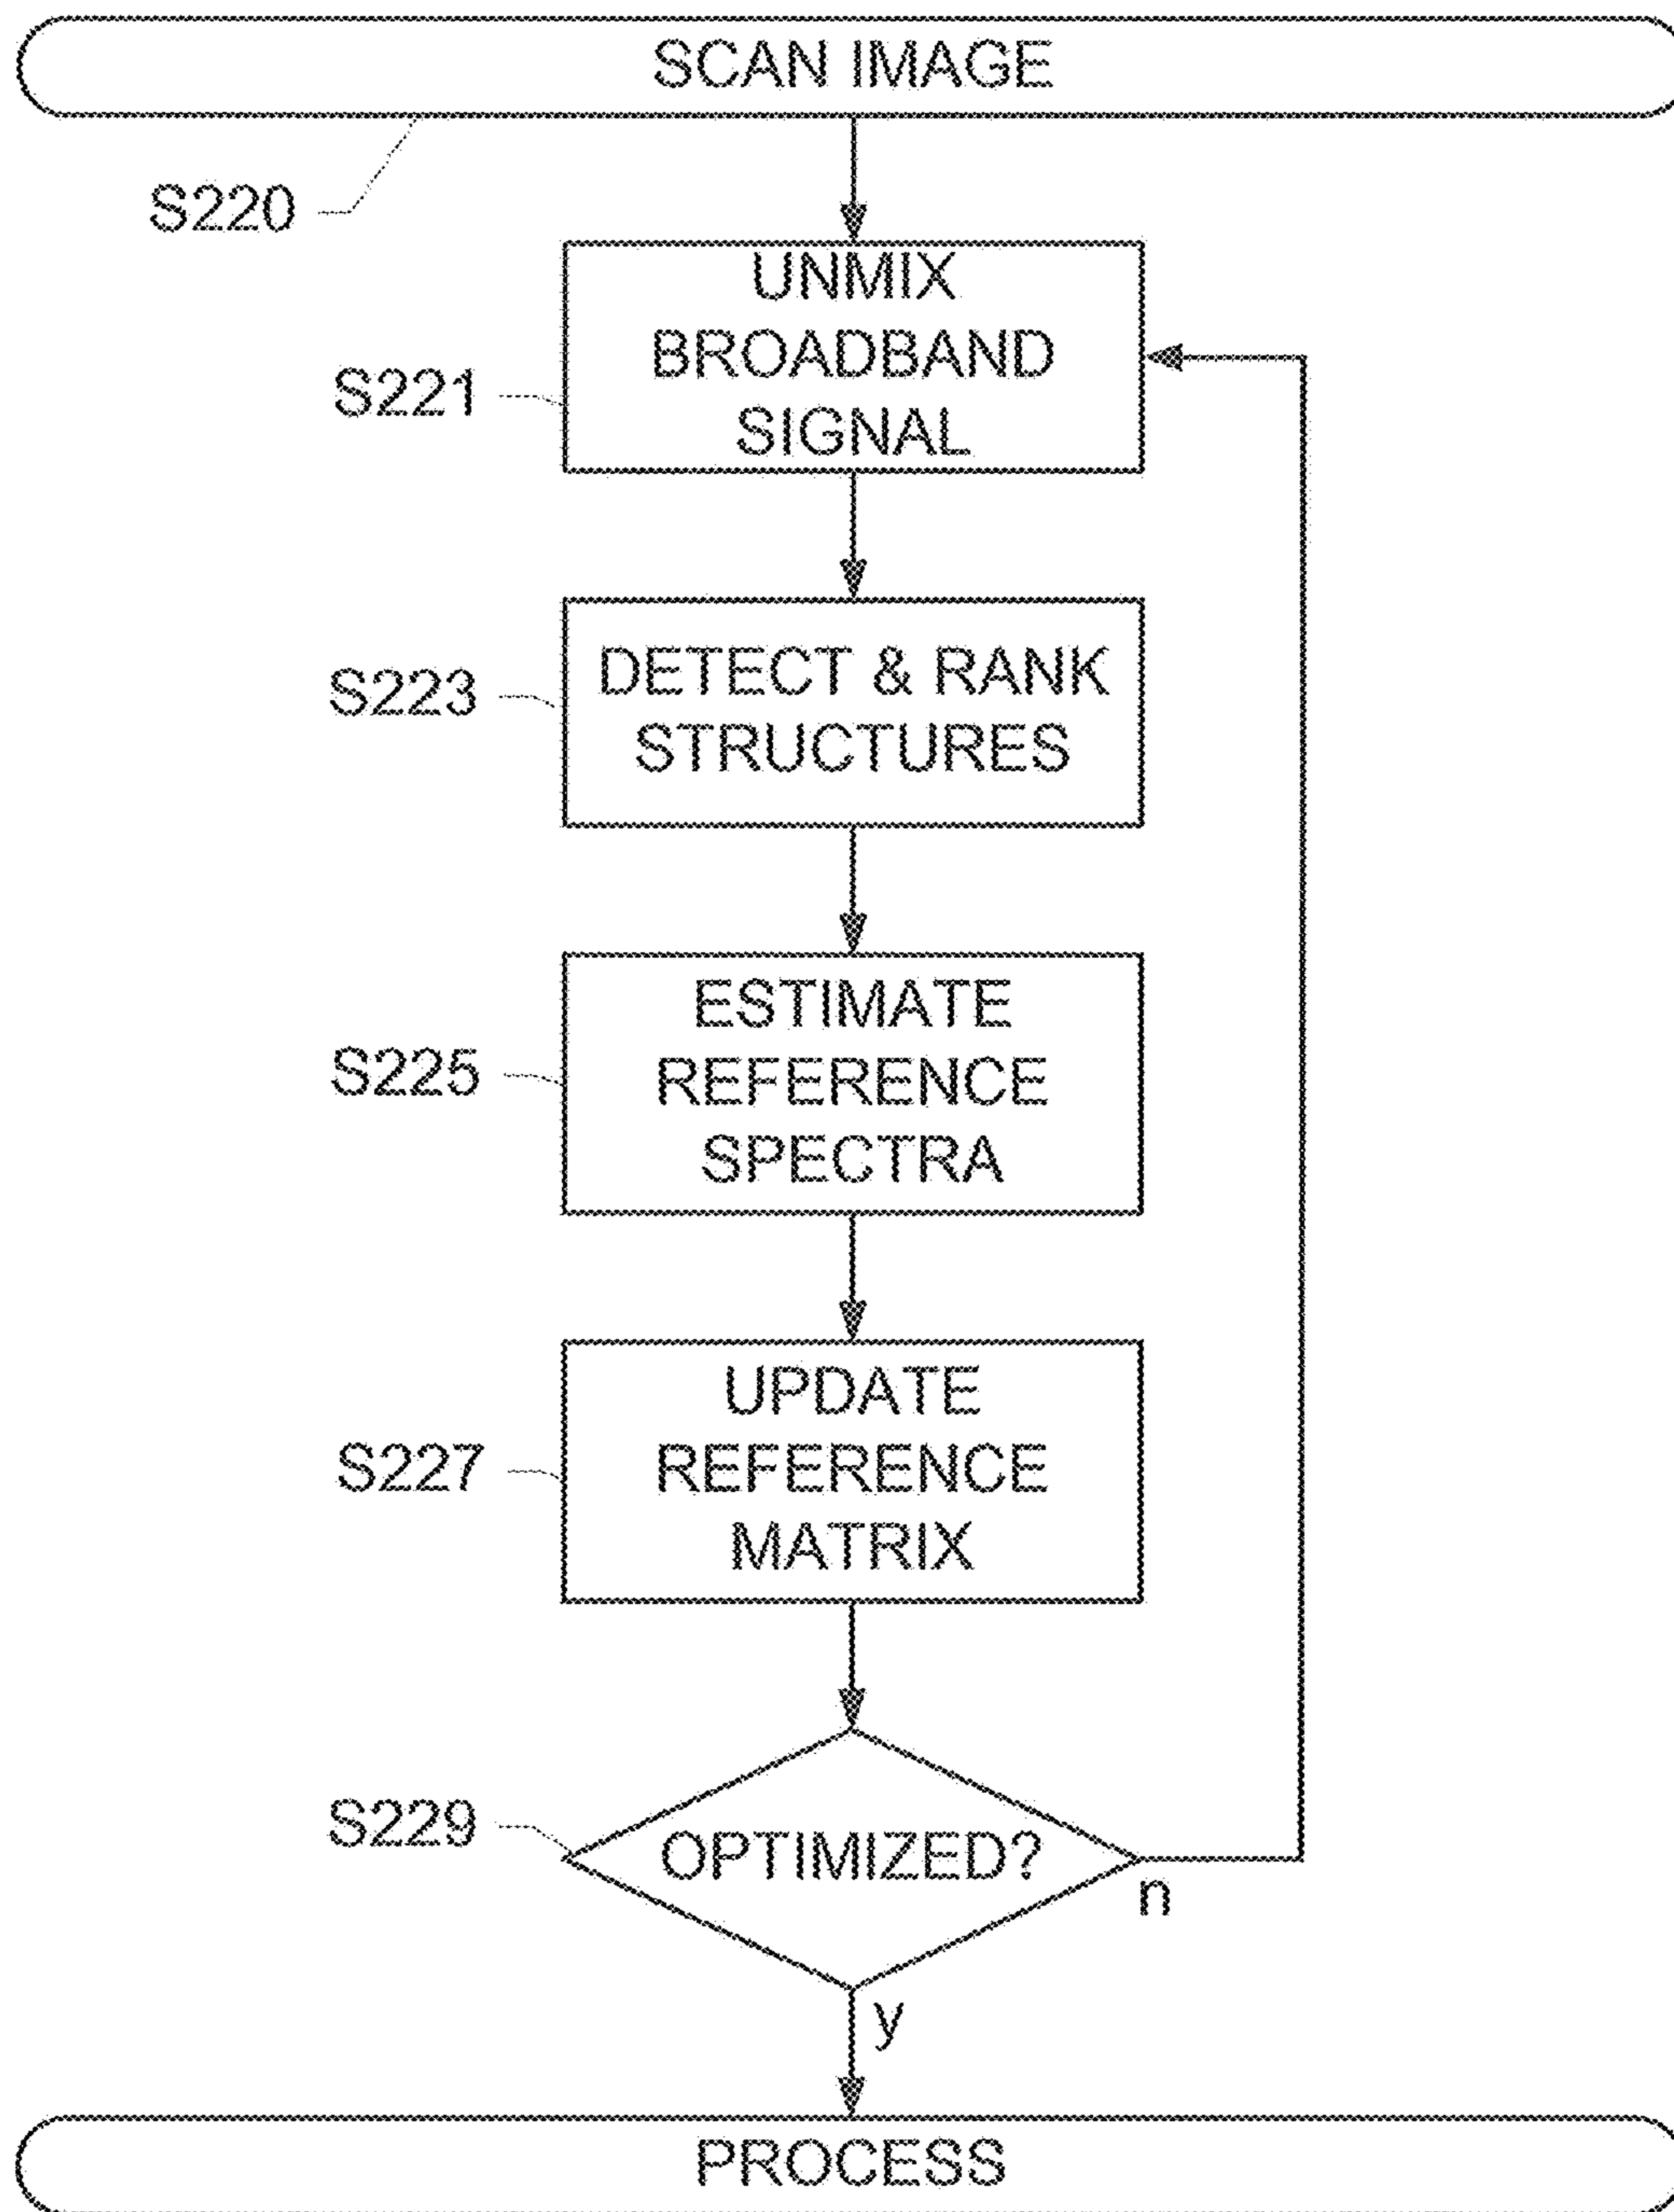 SCAN IMAGE
S220
UNMIX
BROADBAND
SIGNAL
S221
DETECT & RANK
STRUCTURES
S223
ESTIMATE
REFERENCE
SPECTRA
S225
UPDATE
REFERENCE
MATRIX
S227
OPTIMIZED?
S229
n
y
PROCESS